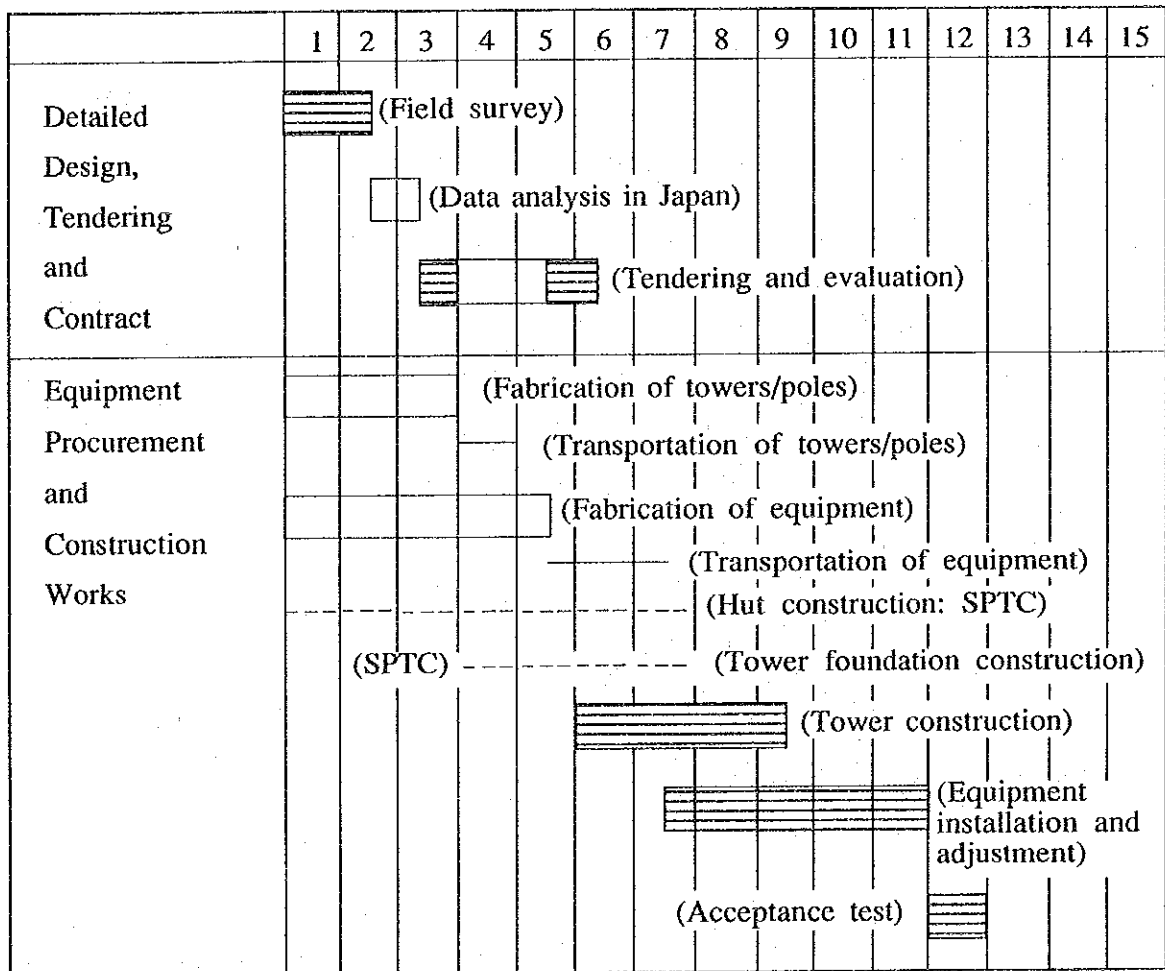 1 2 3 4 5 6 7 8 9 10 11 12 13 14 15
Detailed
Design,
Tendering
and
Contract
(Field survey)
(Data analysis in Japan)
(Tendering and evaluation)
Equipment
Procurement
and
Construction
Works
(Fabrication of towers/poles)
(Transportation of towers/poles)
(Fabrication of equipment)
(Transportation of equipment)
(Hut construction: SPTC)
(SPTC) (Tower foundation construction)
(Tower construction)
(Equipment
installation and
adjustment)
(Acceptance test)